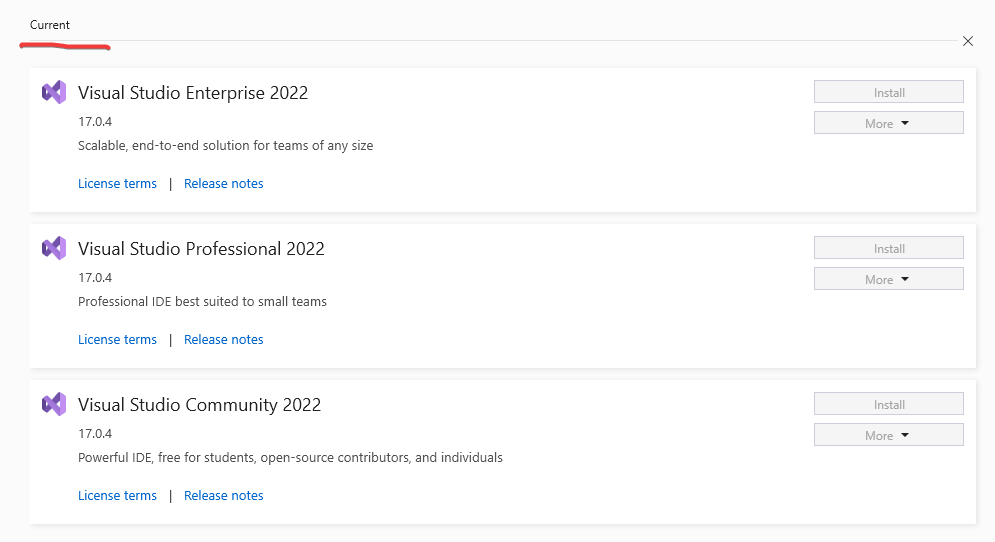 Current
Visual Studio Enterprise 2022
Install
17.0.4
More
Scalable, end-to-end solution for teams of any size
License terms | Release notes
Visual Studio Professional 2022
Install
17.0.4
More
Professional IDE best suited to small teams
License terms | Release notes
Visual Studio Community 2022
Install
17.0.4
More
Powerful IDE, free for students, open-source contributors, and individuals
License terms | Release notes